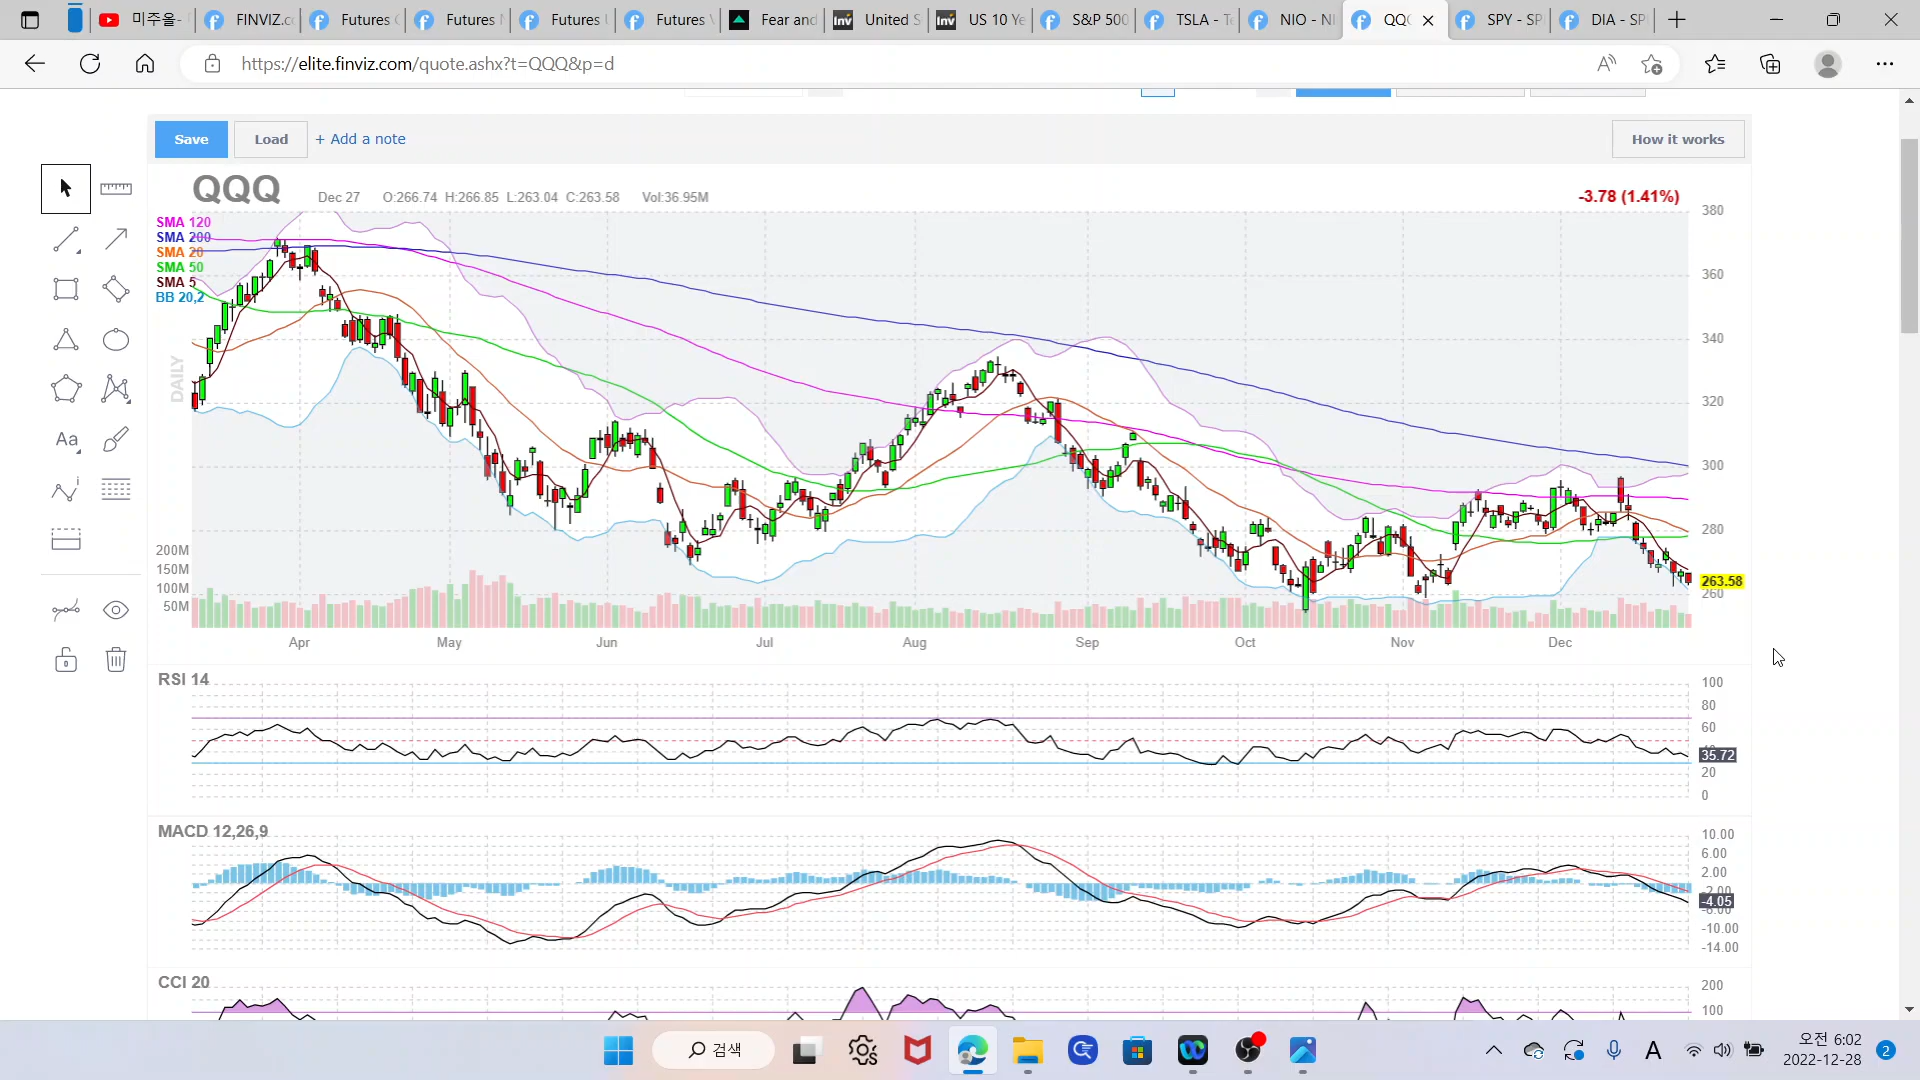 미주율-
FINVIZ.c
Futures
Futures
Futures
Futures
Fear and
United S
US 10 Ye
S&P 500
TSLA - T
NIO - N
QQ
SPY - SP
DIA - SP
https://elite.finviz.com/quote.ashx?t=QQQ&p=d
Save
Load
+ Add a note
How it works
QQQ
Dec 27 O:266.74 H:266.85 L:263.04 C:263.58 Vol:36.95M
-3.78 (1.41%)
SMA 120
SMA 200
SMA 20
SMA 50
SMA 5
BB 20,2
DAILY
380
360
340
320
300
280
263.58
260
200M
150M
100M
50M
Apr May Jun Jul Aug Sep Oct Nov Dec
RSI 14
100
80
60
35.72
20
0
MACD 12,26,9
10.00
6.00
2.00
-2.00
-4.05
-6.00
-10.00
-14.00
CCI 20
200
100
Aa
검색
A
오전 6:02
2022-12-28
2